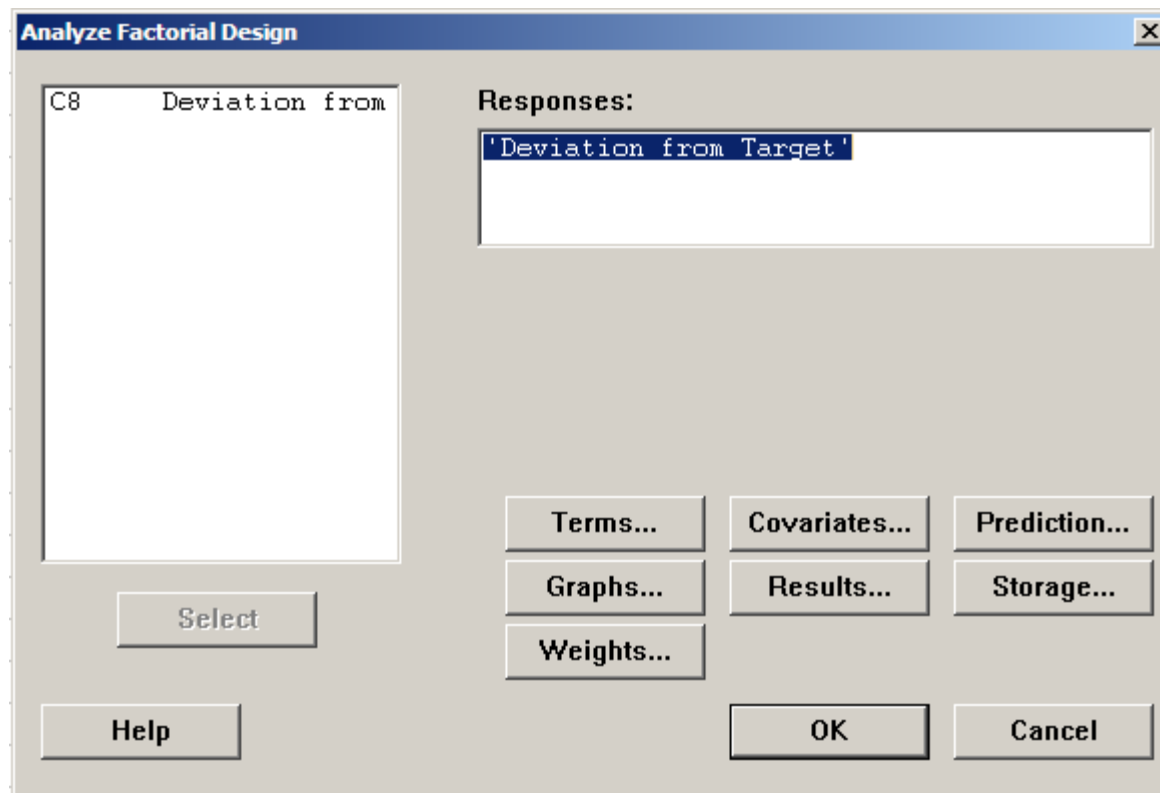 Analyze Factorial Design
C8 Deviation from
Responses:
'Deviation from Target'
Terms... Covariates... Prediction...
Graphs... Results... Storage...
Select
Weights...
Help OK Cancel